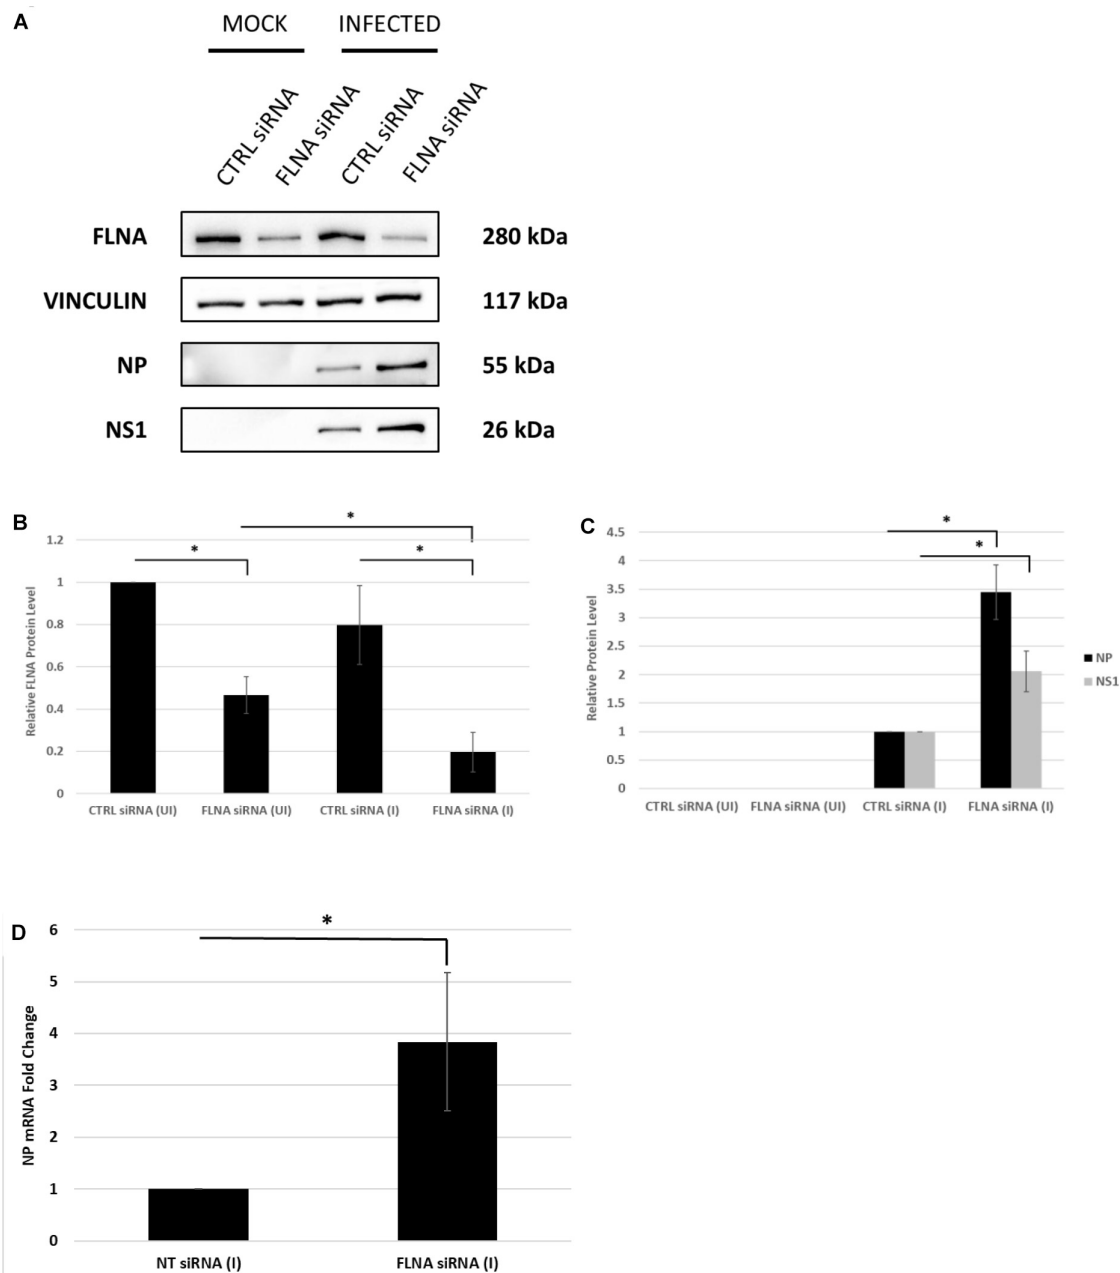 A
MOCK INFECTED
CTRL siRNA
FLNA siRNA
CTRL siRNA
FLNA siRNA
FLNA 280 kDa
VINCULIN 117 kDa
NP 55 kDa
NS1 26 kDa
B
*
*
*
Relative FLNA Protein Level
1.2
1
0.8
0.6
0.4
0.2
0
CTRL siRNA (UI) FLNA siRNA (UI) CTRL siRNA (I) FLNA siRNA (I)
C
*
*
Relative Protein Level
4.5
4
3.5
3
2.5
2
1.5
1
0.5
0
CTRL siRNA (UI) FLNA siRNA (UI) CTRL siRNA (I) FLNA siRNA (I)
NP
NS1
D
*
NP mRNA Fold Change
6
5
4
3
2
1
0
NT siRNA (I) FLNA siRNA (I)